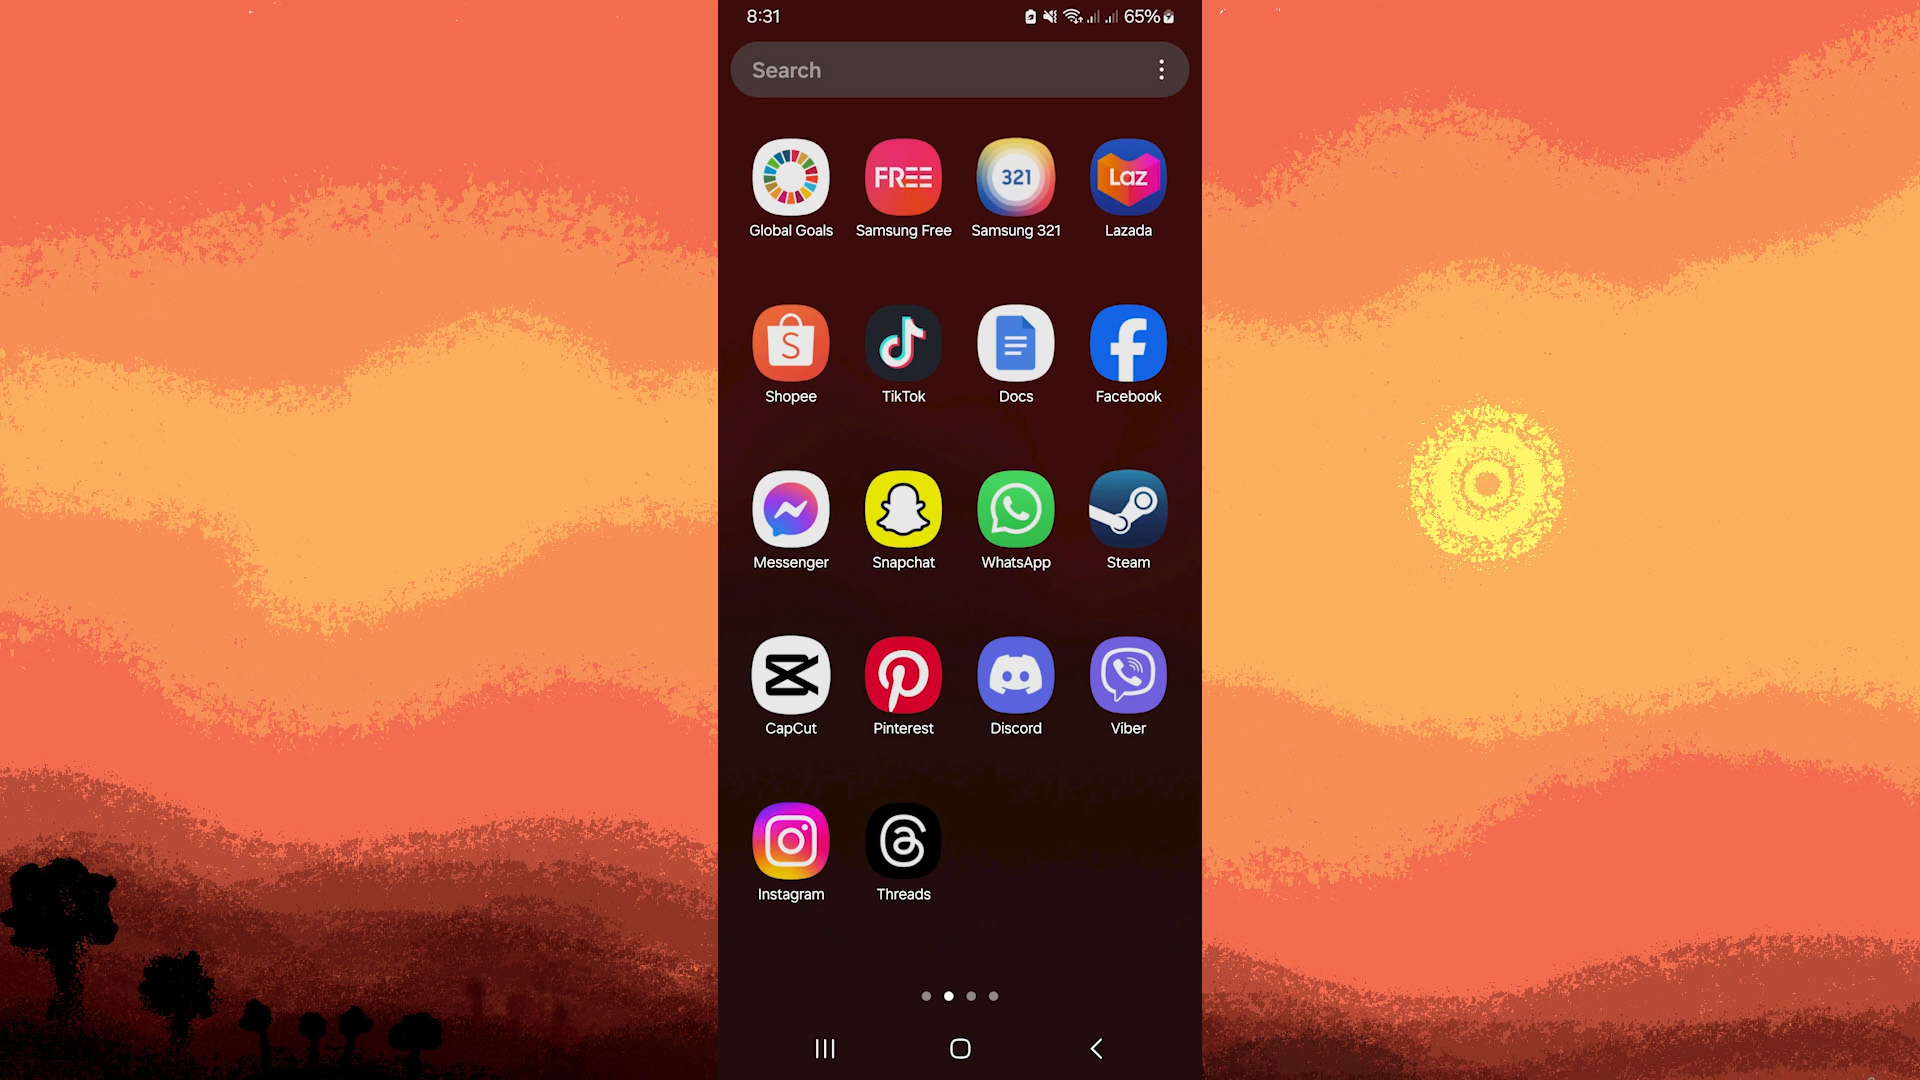 8:31
65%
Search
FREE
321
Laz
Global Goals
Samsung Free
Samsung 321
Lazada
Shopee
TikTok
Docs
Facebook
Messenger
Snapchat
WhatsApp
Steam
CapCut
Pinterest
Discord
Viber
Instagram
Threads